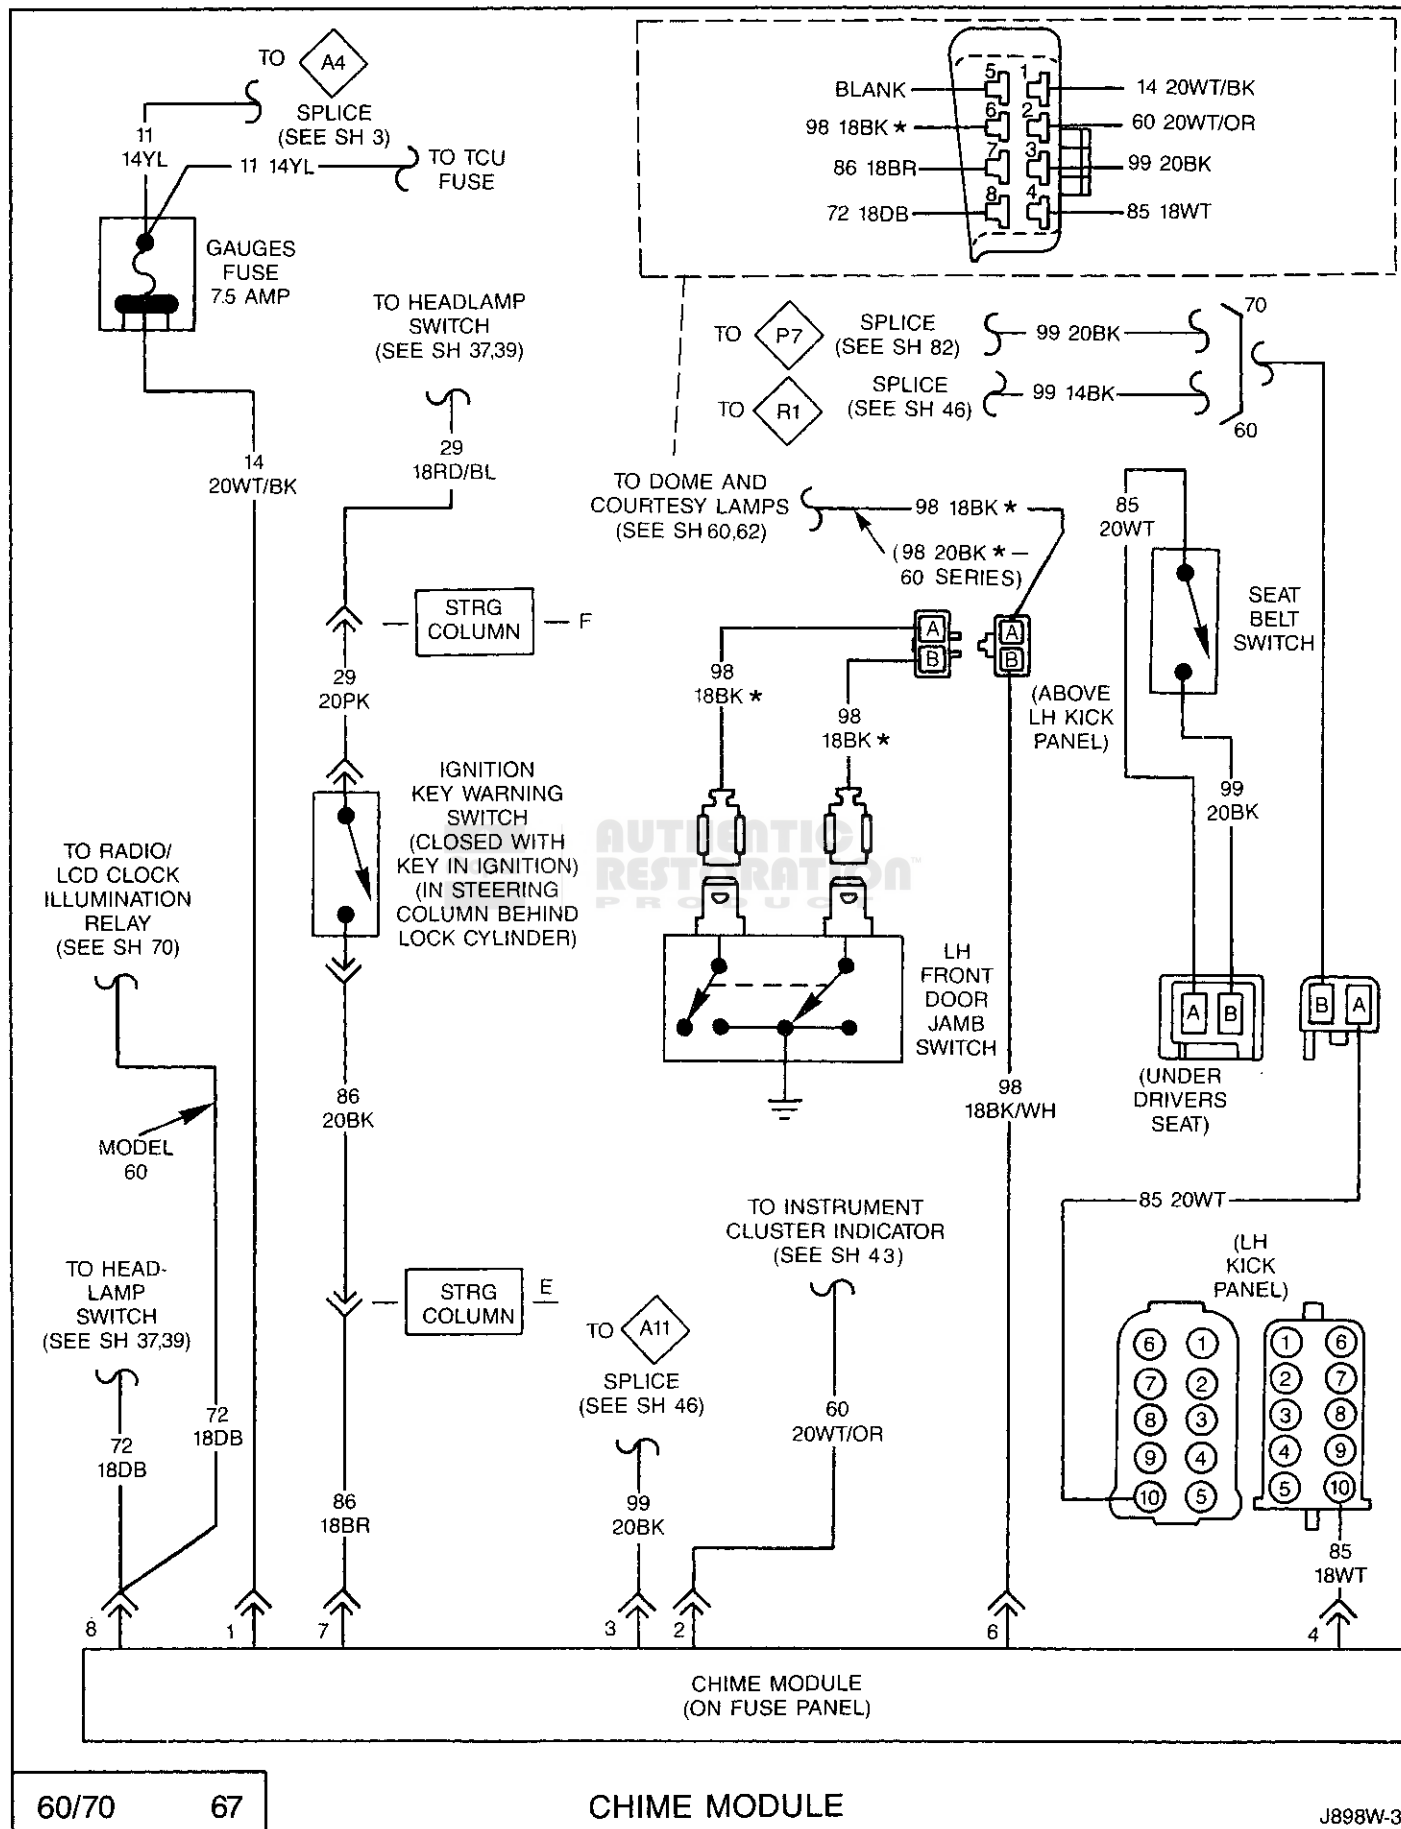 TO A4
SPLICE
(SEE SH 3)
11
14YL
11 14YL
TO TCU
FUSE
GAUGES
FUSE
7.5 AMP
BLANK
98 18BK *
86 18BR
72 18DB
5 1
6 2
7 3
8 4
14 20WT/BK
60 20WT/OR
99 20BK
85 18WT
TO HEADLAMP
SWITCH
(SEE SH 37,39)
TO P7 SPLICE
(SEE SH 82)
99 20BK
70
TO R1 SPLICE
(SEE SH 46)
99 14BK
60
14
20WT/BK
29
18RD/BL
TO DOME AND
COURTESY LAMPS
(SEE SH 60,62)
98 18BK *
(98 20BK * –
60 SERIES)
85
20WT
SEAT
BELT
SWITCH
STRG
COLUMN
F
29
20PK
A
B
A
B
98
18BK *
98
18BK *
(ABOVE
LH KICK
PANEL)
99
20BK
IGNITION
KEY WARNING
SWITCH
(CLOSED WITH
KEY IN IGNITION)
(IN STEERING
COLUMN BEHIND
LOCK CYLINDER)
AUTHENTIC
RESTORATION™
PRODUCT
TO RADIO/
LCD CLOCK
ILLUMINATION
RELAY
(SEE SH 70)
LH
FRONT
DOOR
JAMB
SWITCH
A B
B A
(UNDER
DRIVERS
SEAT)
98
18BK/WH
86
20BK
MODEL
60
85 20WT
TO INSTRUMENT
CLUSTER INDICATOR
(SEE SH 43)
(LH
KICK
PANEL)
TO HEAD-
LAMP
SWITCH
(SEE SH 37,39)
STRG
COLUMN
E
TO A11
SPLICE
(SEE SH 46)
6 1
7 2
8 3
9 4
10 5
1 6
2 7
3 8
4 9
5 10
72
18DB
72
18DB
60
20WT/OR
86
18BR
99
20BK
85
18WT
8 1 7 3 2 6 4
CHIME MODULE
(ON FUSE PANEL)
60/70 67
CHIME MODULE
J898W-3